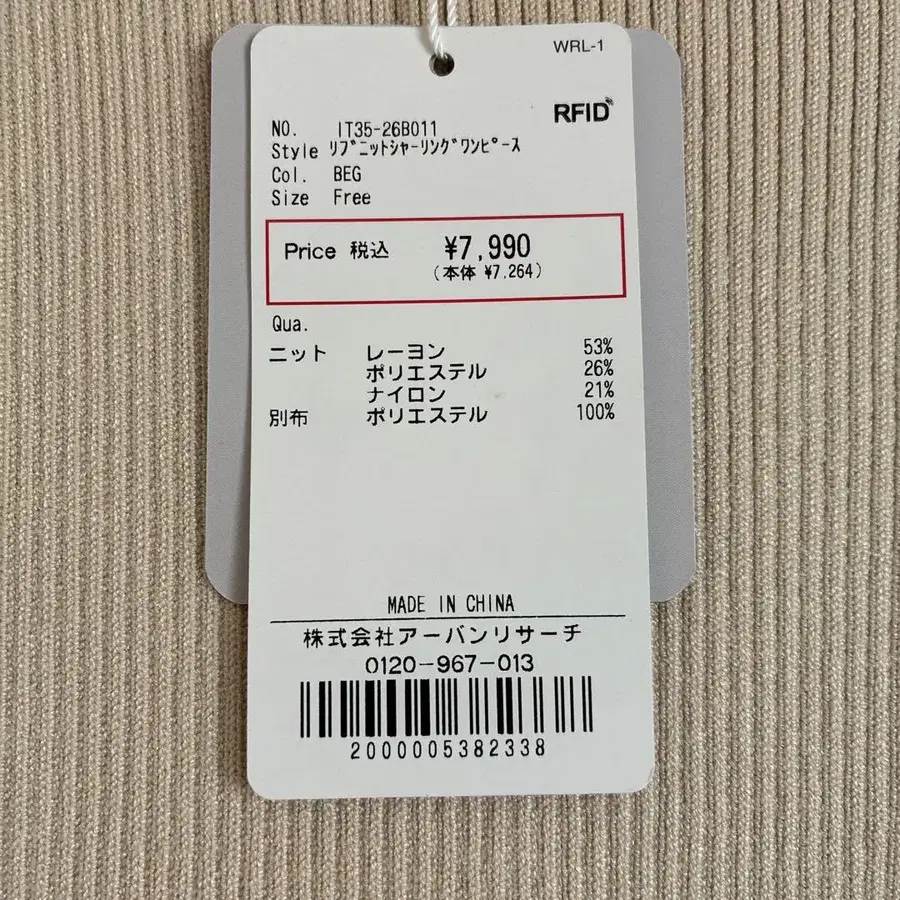 WRL-1
RFID
NO. IT35-26B011
Style リブニットシャーリングワンピース
Col. BEG
Size Free
Price 税込 ¥7,990
(本体 ¥7.264)
Qua.
ニット レーヨン 53%
ポリエステル 26%
ナイロン 21%
別布 ポリエステル 100%
MADE IN CHINA
株式会社アーバンリサーチ
0120-967-013
2000005382338